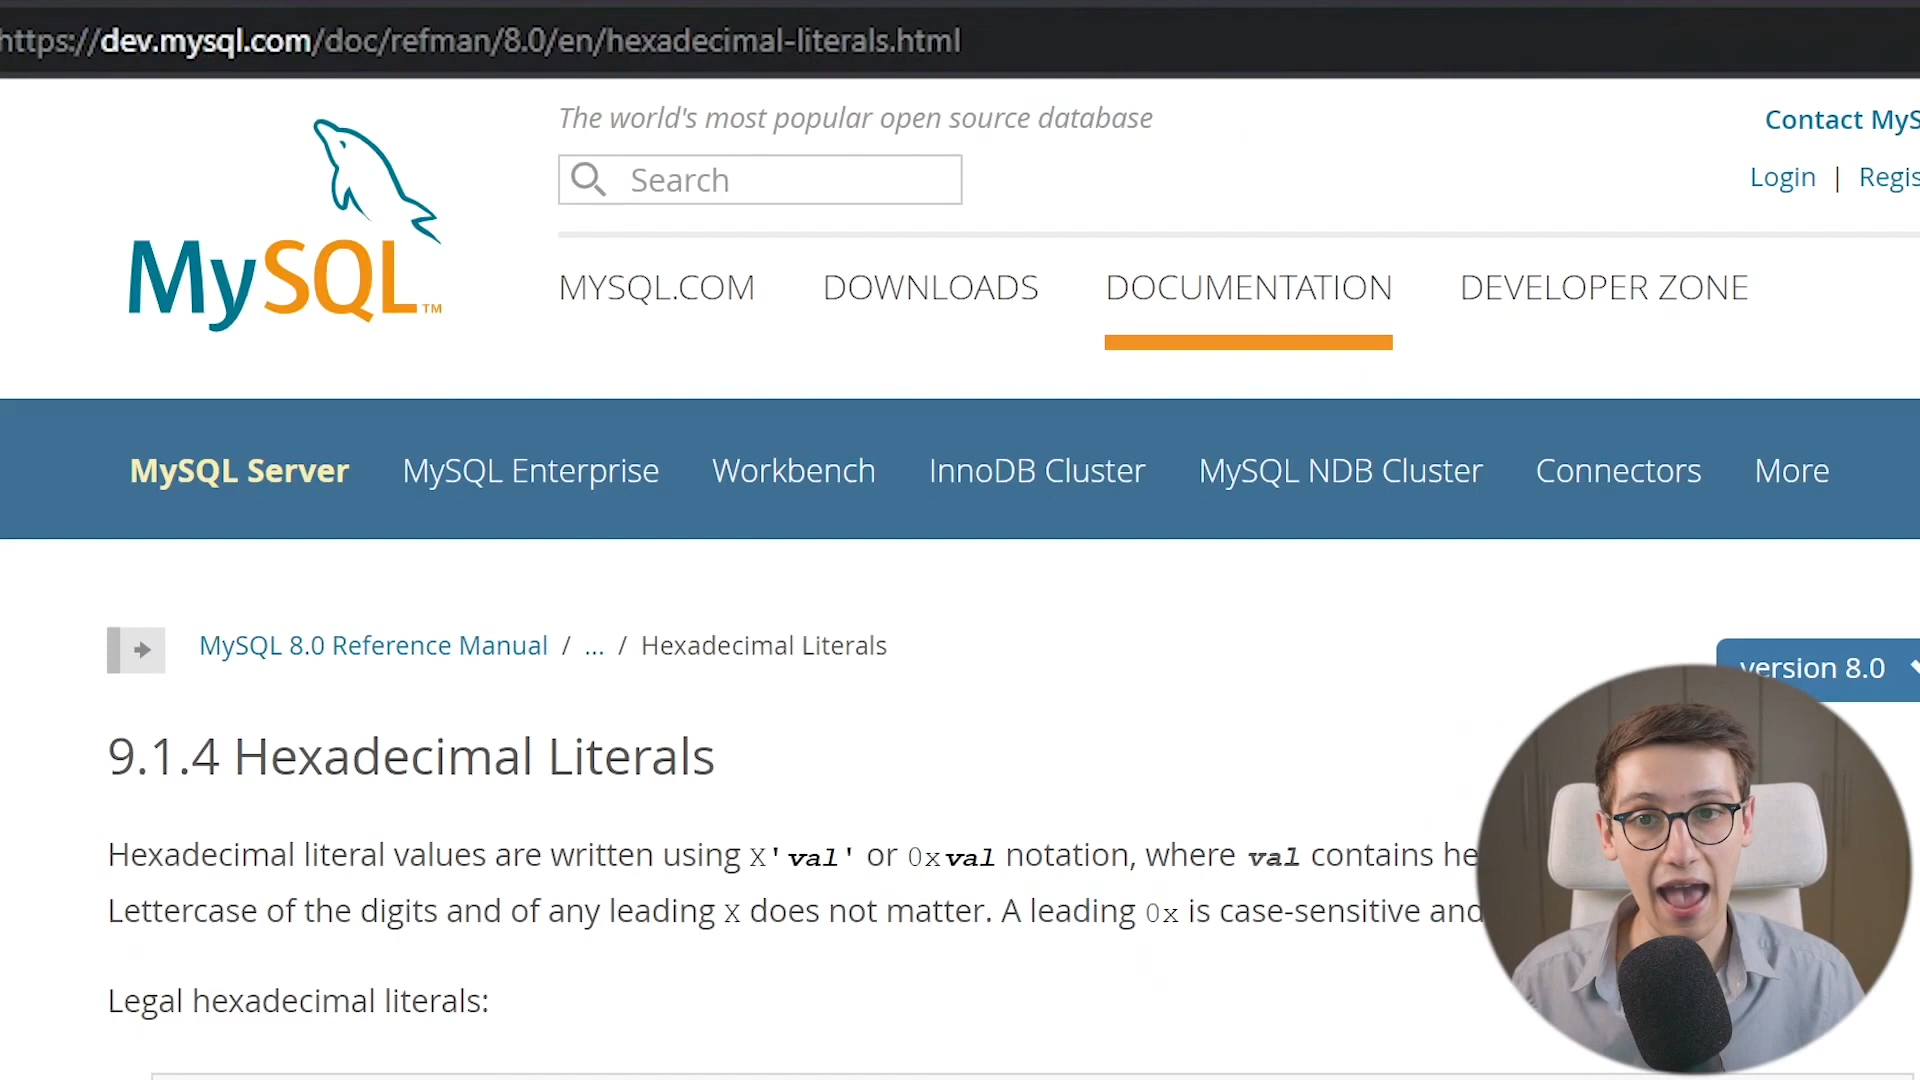 https://dev.mysql.com/doc/refman/8.0/en/hexadecimal-literals.html
The world's most popular open source database
Contact MyS
Search
Login | Regis
MySQL™
MYSQL.COM DOWNLOADS DOCUMENTATION DEVELOPER ZONE
MySQL Server MySQL Enterprise Workbench InnoDB Cluster MySQL NDB Cluster Connectors More
MySQL 8.0 Reference Manual / ... / Hexadecimal Literals
version 8.0
9.1.4 Hexadecimal Literals
Hexadecimal literal values are written using X'val' or 0xval notation, where val contains he
Lettercase of the digits and of any leading X does not matter. A leading 0x is case-sensitive and
Legal hexadecimal literals: